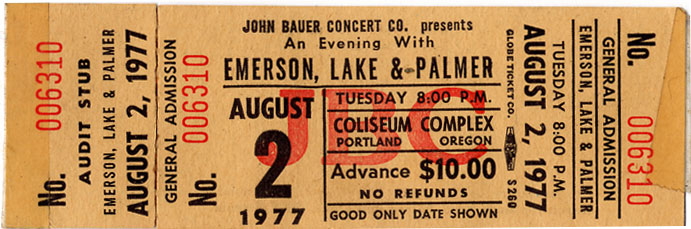 No. 006310
AUDIT STUB
EMERSON, LAKE & PALMER
AUGUST 2, 1977
GENERAL ADMISSION
No. 006310
JOHN BAUER CONCERT CO. presents
An Evening With
EMERSON, LAKE & PALMER
JBC
AUGUST
2
1977
TUESDAY 8:00 P.M.
COLISEUM COMPLEX
PORTLAND OREGON
Advance $10.00
NO REFUNDS
GOOD ONLY DATE SHOWN
GLOBE TICKET CO.
$ 260
AUGUST 2, 1977
TUESDAY 8:00 P.M.
EMERSON, LAKE & PALMER
GENERAL ADMISSION
No. 006310